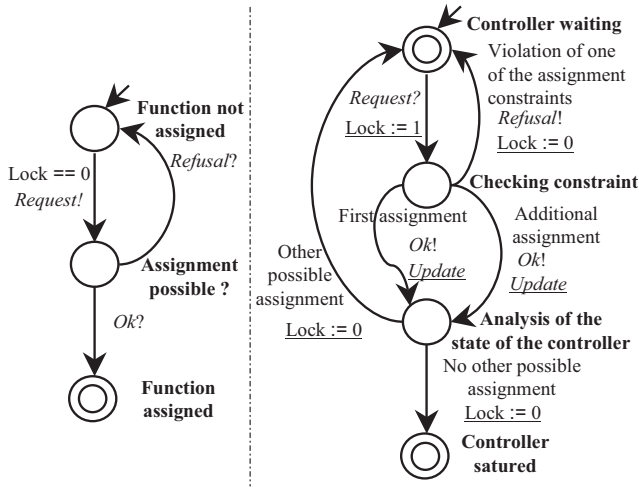 Function not
assigned
Lock == 0
Request!
Refusal?
Assignment
possible ?
Ok?
Function
assigned
Controller waiting
Violation of one
of the assignment
constraints
Refusal!
Lock := 0
Request?
Lock := 1
Checking constraint
First assignment
Ok!
Update
Additional
assignment
Ok!
Update
Other
possible
assignment
Lock := 0
Analysis of the
state of the controller
No other possible
assignment
Lock := 0
Controller
satured